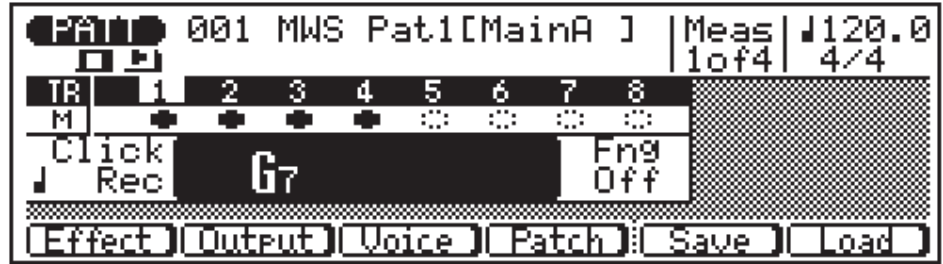 PATT 001 MWS Pat1[MainA ] Meas ♩120.0
1of4 4/4
TR 1 2 3 4 5 6 7 8
M
Click G7 Fng
♩ Rec Off
Effect Output Voice Patch Save Load